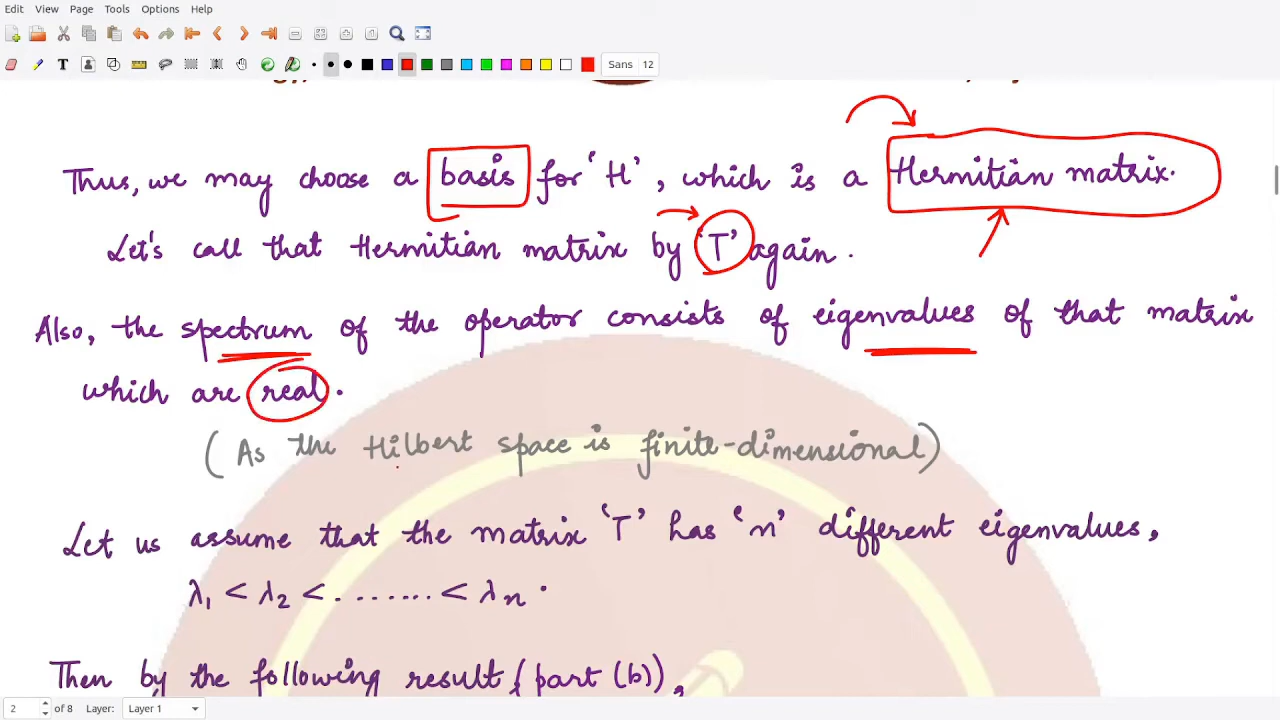 Edit View Page Tools Options Help
Sans 12
Thus, we may choose a basis for 'H', which is a Hermitian matrix.
Let's call that Hermitian matrix by 'T' again.
Also, the spectrum of the operator consists of eigenvalues of that matrix
which are real.
(As the Hilbert space is finite-dimensional)
Let us assume that the matrix 'T' has 'n' different eigenvalues,
λ1 < λ2 < ....... < λn.
Then by the following result (part (b)),
2 of 8 Layer: Layer 1